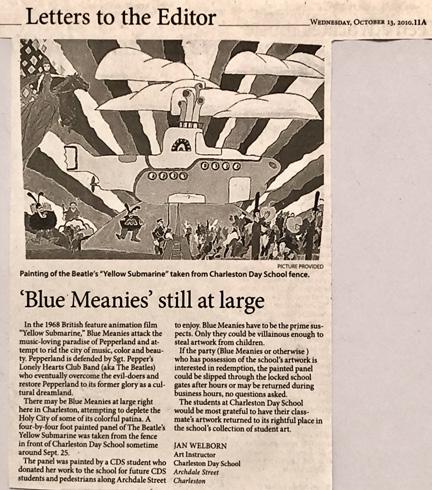 Letters to the Editor
Wednesday, October 13, 2010.11A
PICTURE PROVIDED
Painting of the Beatle's "Yellow Submarine" taken from Charleston Day School fence.
'Blue Meanies' still at large
In the 1968 British feature animation film
"Yellow Submarine," Blue Meanies attack the
music-loving paradise of Pepperland and at-
tempt to rid the city of music, color and beau-
ty. Pepperland is defended by Sgt. Pepper's
Lonely Hearts Club Band (aka The Beatles)
who eventually overcome the evil-doers and
restore Pepperland to its former glory as a cul-
tural dreamland.
There may be Blue Meanies at large right
here in Charleston, attempting to deplete the
Holy City of some of its colorful patina. A
four-by-four foot painted panel of The Beatle's
Yellow Submarine was taken from the fence
in front of Charleston Day School sometime
around Sept. 25.
The panel was painted by a CDS student who
donated her work to the school for future CDS
students and pedestrians along Archdale Street
to enjoy. Blue Meanies have to be the prime sus-
pects. Only they could be villainous enough to
steal artwork from children.
If the party (Blue Meanies or otherwise )
who has possession of the school's artwork is
interested in redemption, the painted panel
could be slipped through the locked school
gates after hours or may be returned during
business hours, no questions asked.
The students at Charleston Day School
would be most grateful to have their class-
mate's artwork returned to its rightful place in
the school's collection of student art.
JAN WELBORN
Art Instructor
Charleston Day School
Archdale Street
Charleston